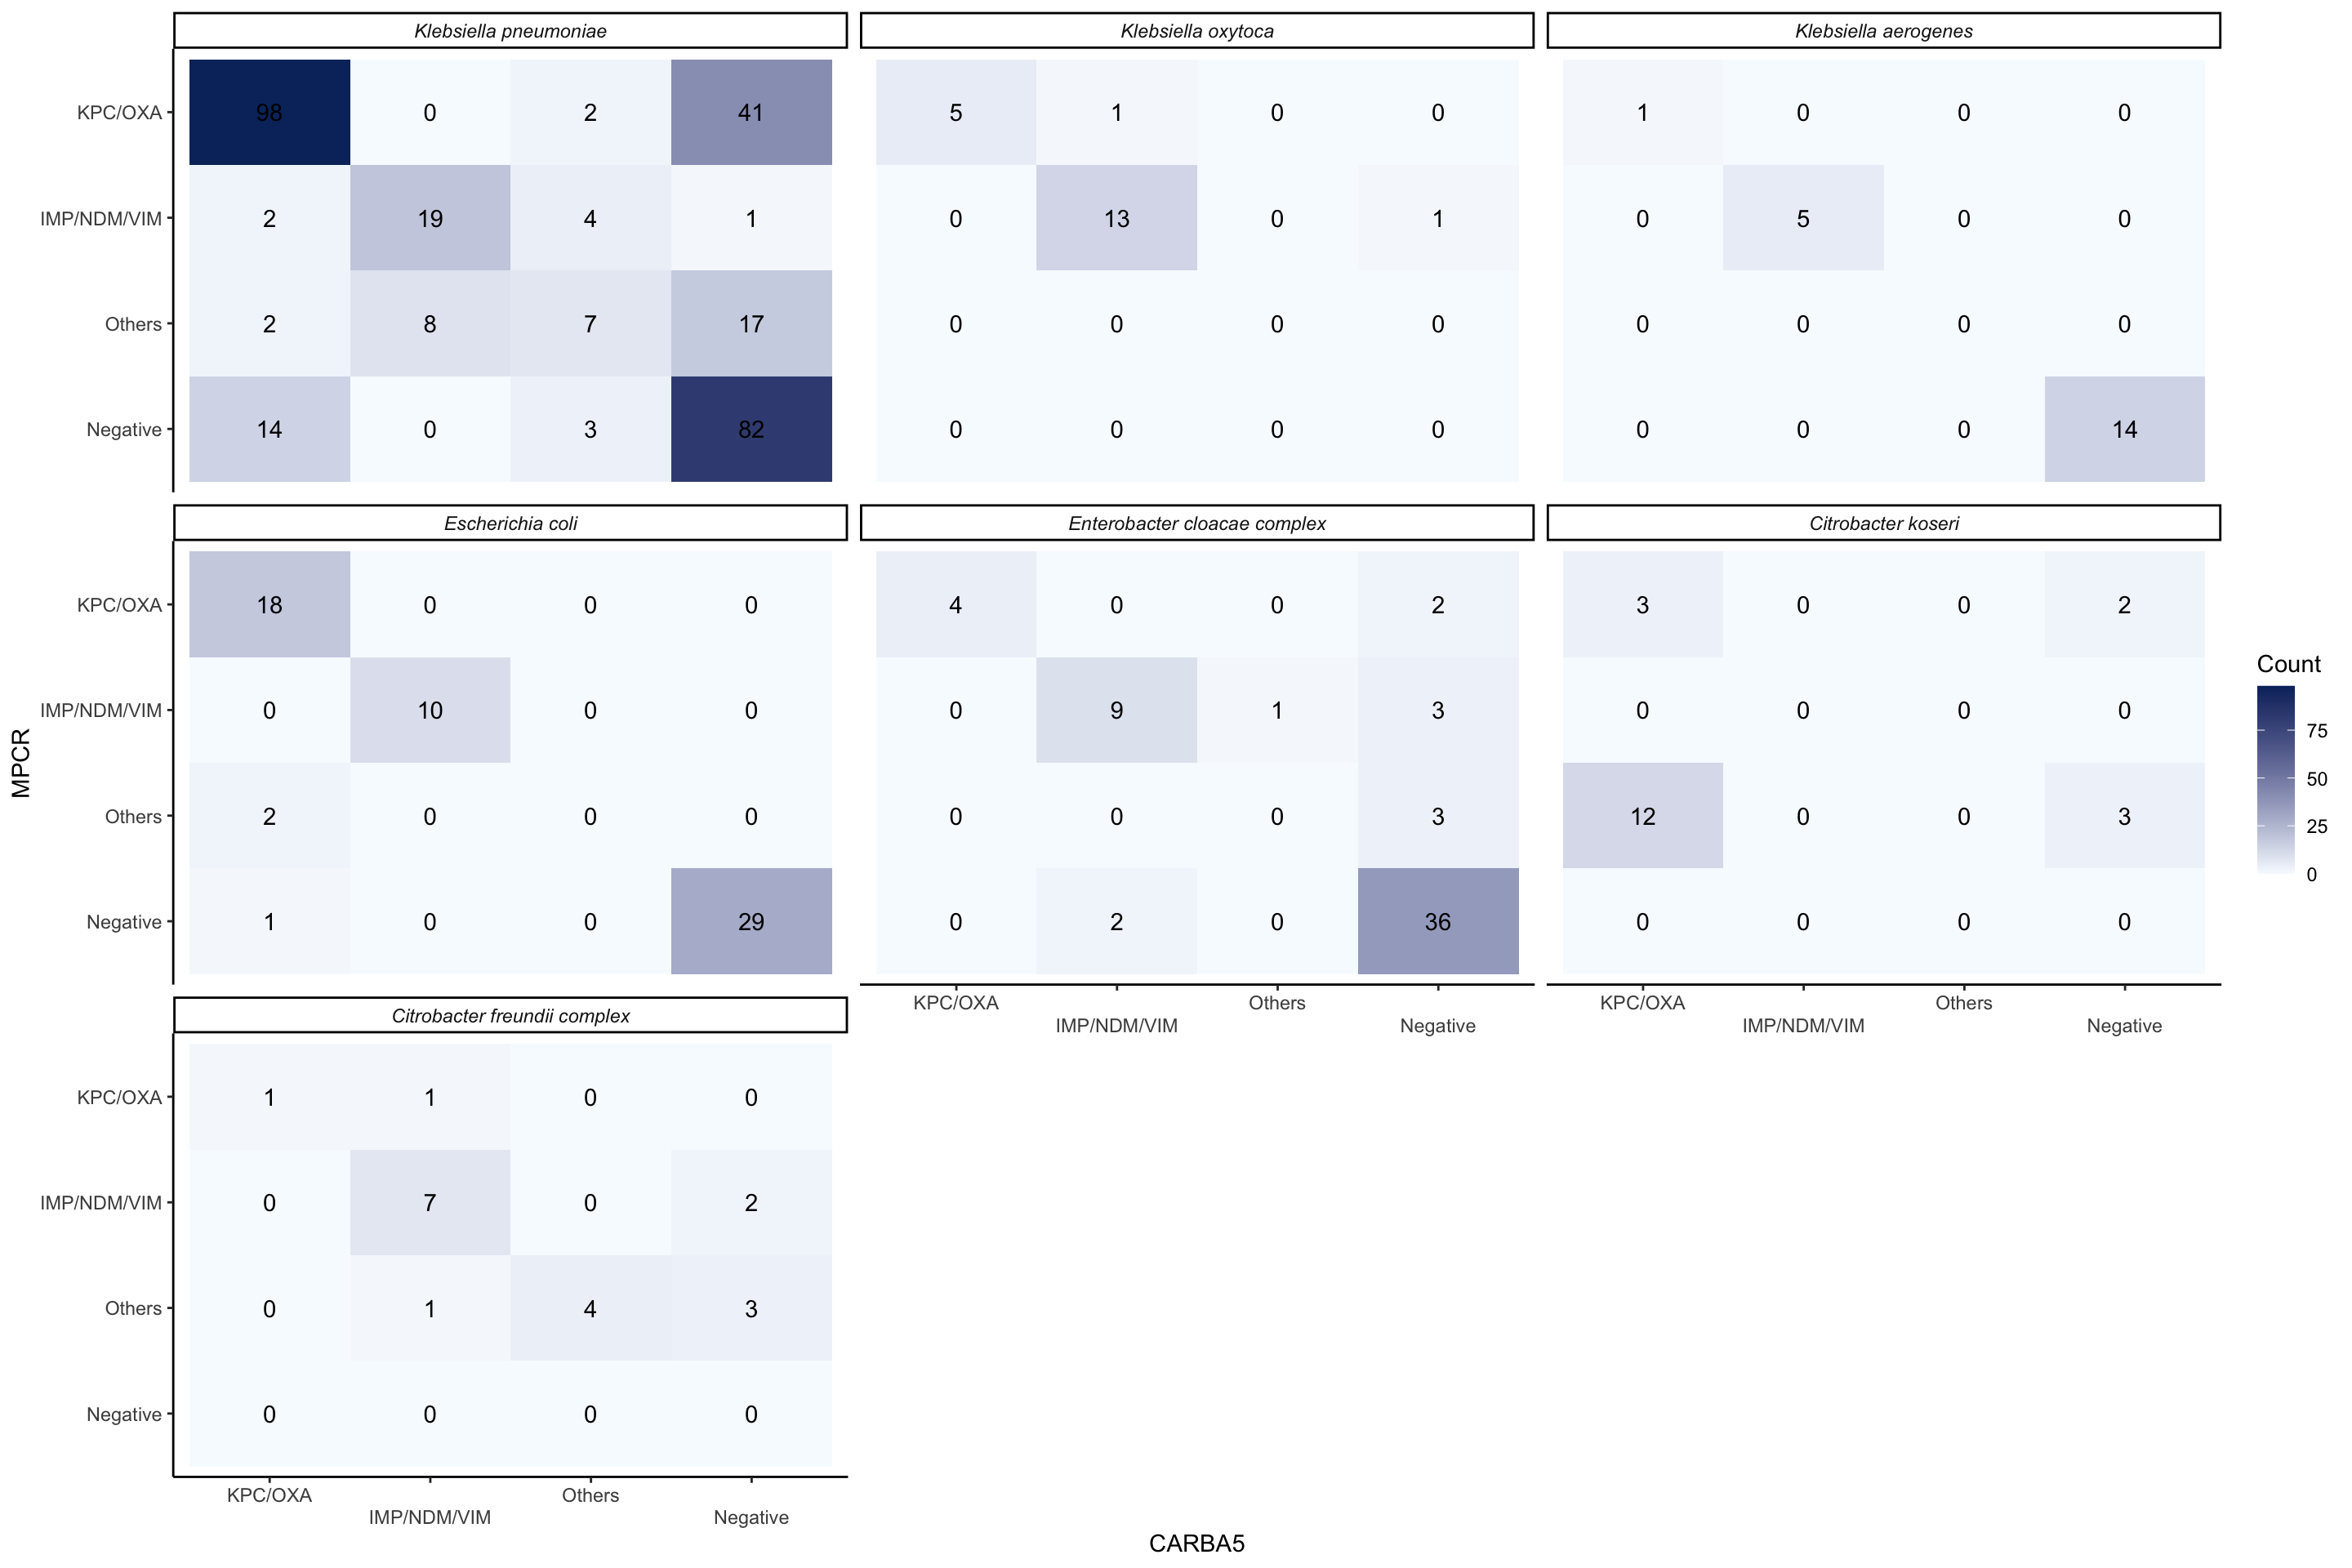 Klebsiella pneumoniae Klebsiella oxytoca Klebsiella aerogenes
KPC/OXA 98 0 2 41 5 1 0 0 1 0 0 0
IMP/NDM/VIM 2 19 4 1 0 13 0 1 0 5 0 0
Others 2 8 7 17 0 0 0 0 0 0 0 0
Negative 14 0 3 82 0 0 0 0 0 0 0 14
Escherichia coli Enterobacter cloacae complex Citrobacter koseri
KPC/OXA 18 0 0 0 4 0 0 2 3 0 0 2
IMP/NDM/VIM 0 10 0 0 0 9 1 3 0 0 0 0
Others 2 0 0 0 0 0 0 3 12 0 0 3
Negative 1 0 0 29 0 2 0 36 0 0 0 0
KPC/OXA Others KPC/OXA Others
IMP/NDM/VIM Negative IMP/NDM/VIM Negative
Citrobacter freundii complex
KPC/OXA 1 1 0 0
IMP/NDM/VIM 0 7 0 2
Others 0 1 4 3
Negative 0 0 0 0
KPC/OXA Others
IMP/NDM/VIM Negative
MPCR
CARBA5
Count
75
50
25
0